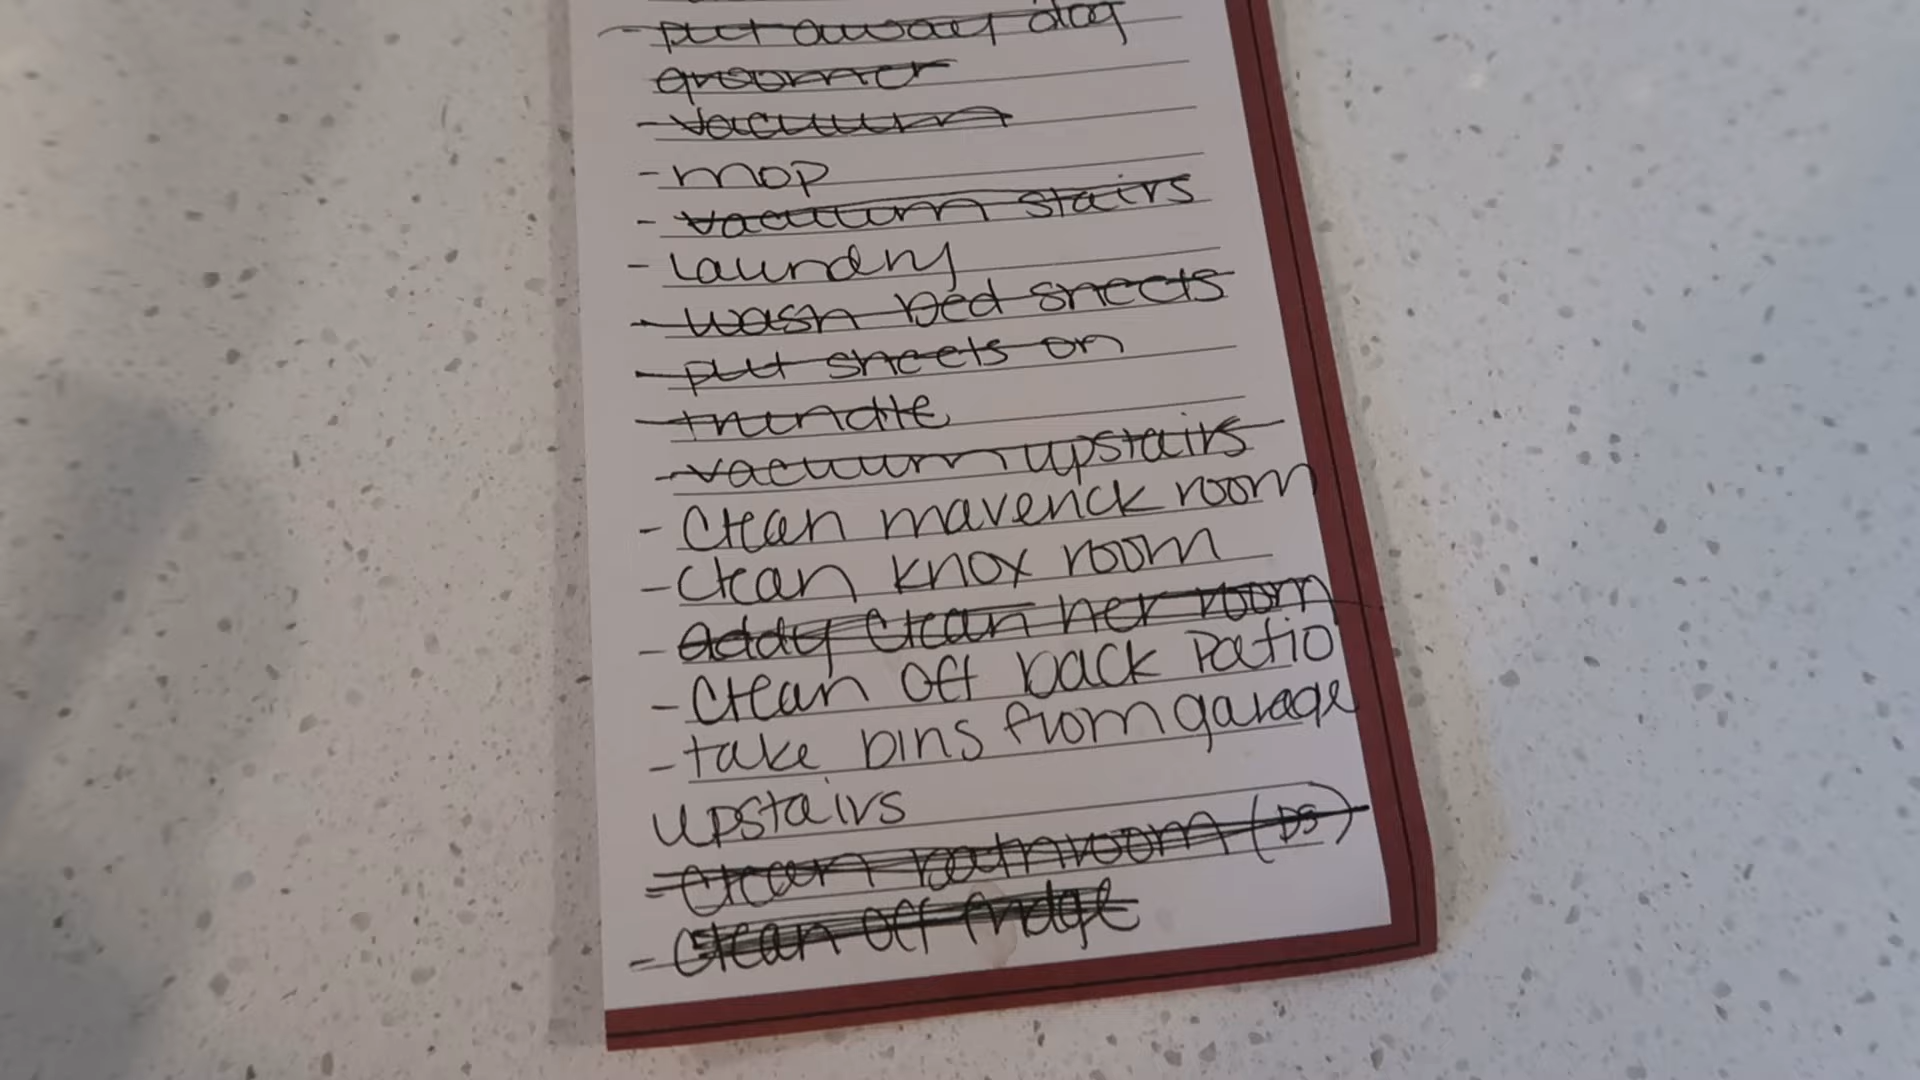 - put away dog
groomer
- vacuum
- mop
- vacuum stairs
- laundry
- wash bed sheets
- put sheets on
- trundle
- vacuum upstairs
- Clean maverick room
- Clean knox room
- Addy Clean her room
- Clean off back patio
- take bins from garage
upstairs
- Clean bathroom (DS)
- Clean off fridge